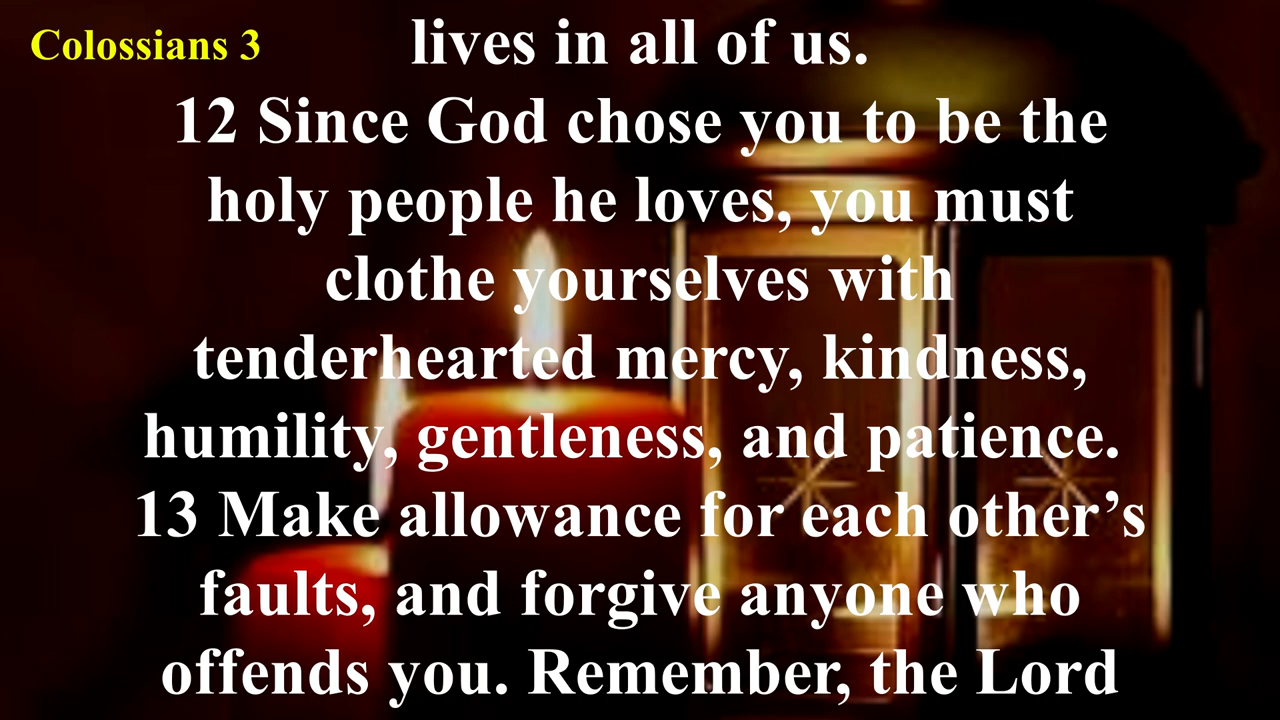 Colossians 3
lives in all of us.
12 Since God chose you to be the
holy people he loves, you must
clothe yourselves with
tenderhearted mercy, kindness,
humility, gentleness, and patience.
13 Make allowance for each other’s
faults, and forgive anyone who
offends you. Remember, the Lord